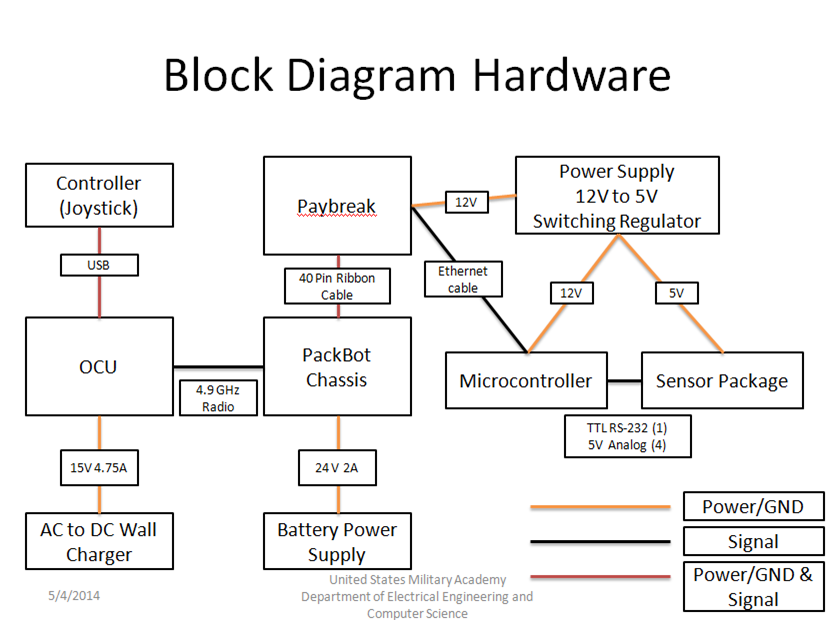 Block Diagram Hardware
Controller
(Joystick)
USB
OCU
15V 4.75A
AC to DC Wall
Charger
4.9 GHz
Radio
Paybreak
40 Pin Ribbon
Cable
PackBot
Chassis
24 V 2A
Battery Power
Supply
12V
Ethernet
cable
Power Supply
12V to 5V
Switching Regulator
12V
5V
Microcontroller
Sensor Package
TTL RS-232 (1)
5V Analog (4)
Power/GND
Signal
Power/GND &
Signal
5/4/2014
United States Military Academy
Department of Electrical Engineering and
Computer Science